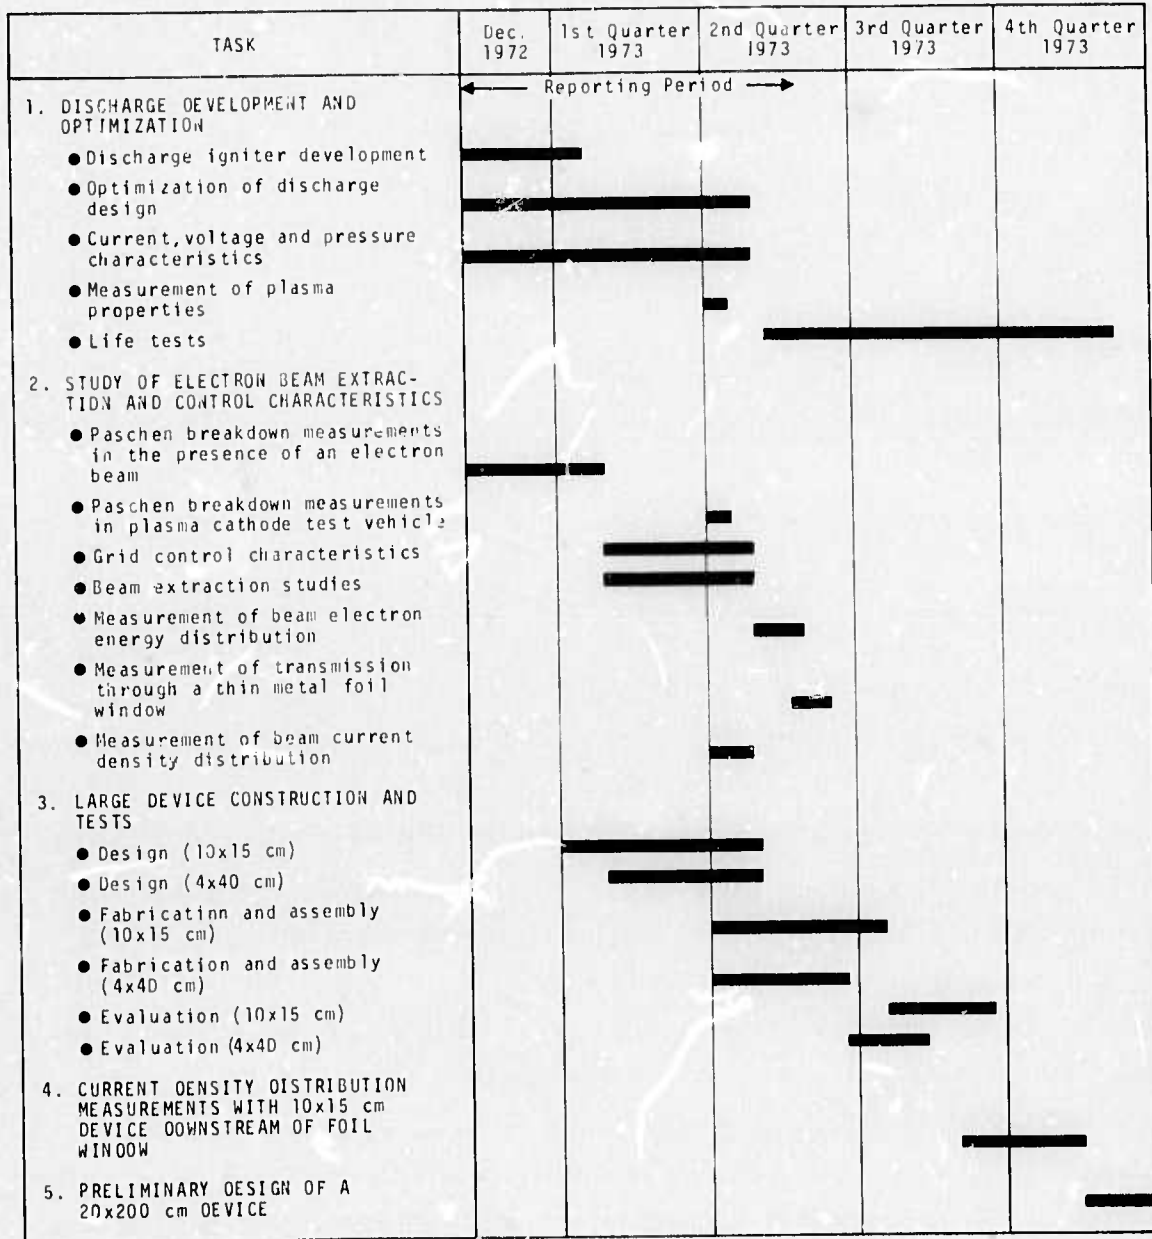 TASK
Dec. 1972
1st Quarter 1973
2nd Quarter 1973
3rd Quarter 1973
4th Quarter 1973
Reporting Period
1. DISCHARGE DEVELOPMENT AND
OPTIMIZATION
● Discharge igniter development
● Optimization of discharge
design
● Current, voltage and pressure
characteristics
● Measurement of plasma
properties
● Life tests
2. STUDY OF ELECTRON BEAM EXTRAC-
TION AND CONTROL CHARACTERISTICS
● Paschen breakdown measurements
in the presence of an electron
beam
● Paschen breakdown measurements
in plasma cathode test vehicle
● Grid control characteristics
● Beam extraction studies
● Measurement of beam electron
energy distribution
● Measurement of transmission
through a thin metal foil
window
● Measurement of beam current
density distribution
3. LARGE DEVICE CONSTRUCTION AND
TESTS
● Design (10x15 cm)
● Design (4x40 cm)
● Fabricatinn and assembly
(10x15 cm)
● Fabrication and assembly
(4x40 cm)
● Evaluation (10x15 cm)
● Evaluation (4x40 cm)
4. CURRENT DENSITY DISTRIBUTION
MEASUREMENTS WITH 10x15 cm
DEVICE DOWNSTREAM OF FOIL
WINDOW
5. PRELIMINARY DESIGN OF A
20x200 cm DEVICE